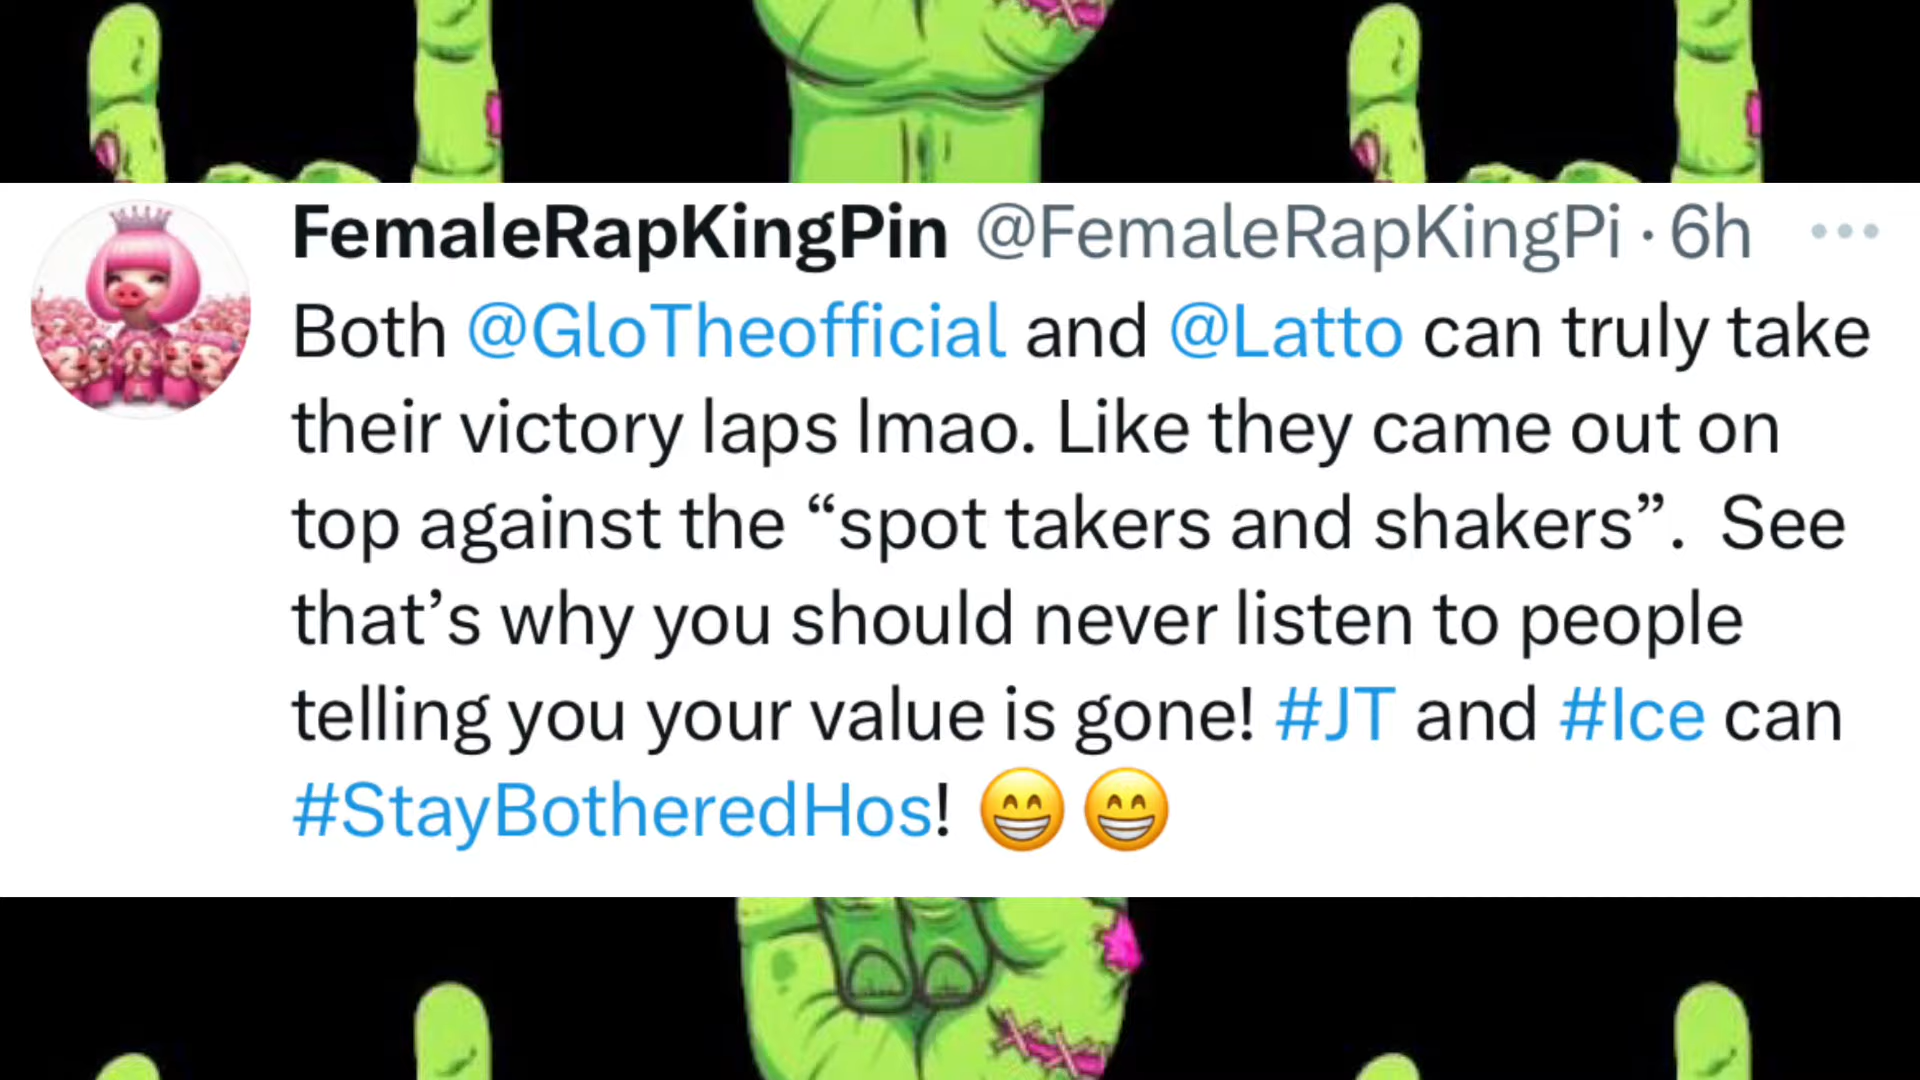 FemaleRapKingPin @FemaleRapKingPi · 6h
Both @GloTheofficial and @Latto can truly take
their victory laps lmao. Like they came out on
top against the “spot takers and shakers”.  See
that’s why you should never listen to people
telling you your value is gone! #JT and #Ice can
#StayBotheredHos! 😁 😁